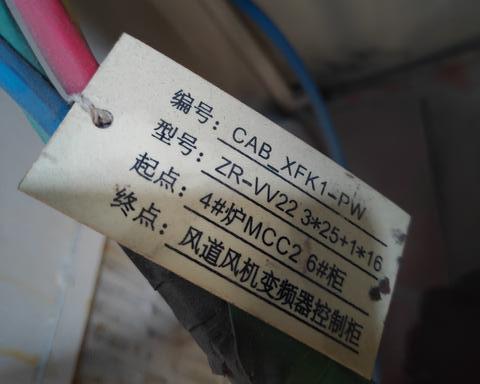 编号：CAB_XFK1-PW
型号：ZR-VV22 3*25+1*16
起点：4#炉MCC2 6#柜
终点：风道风机变频器控制柜